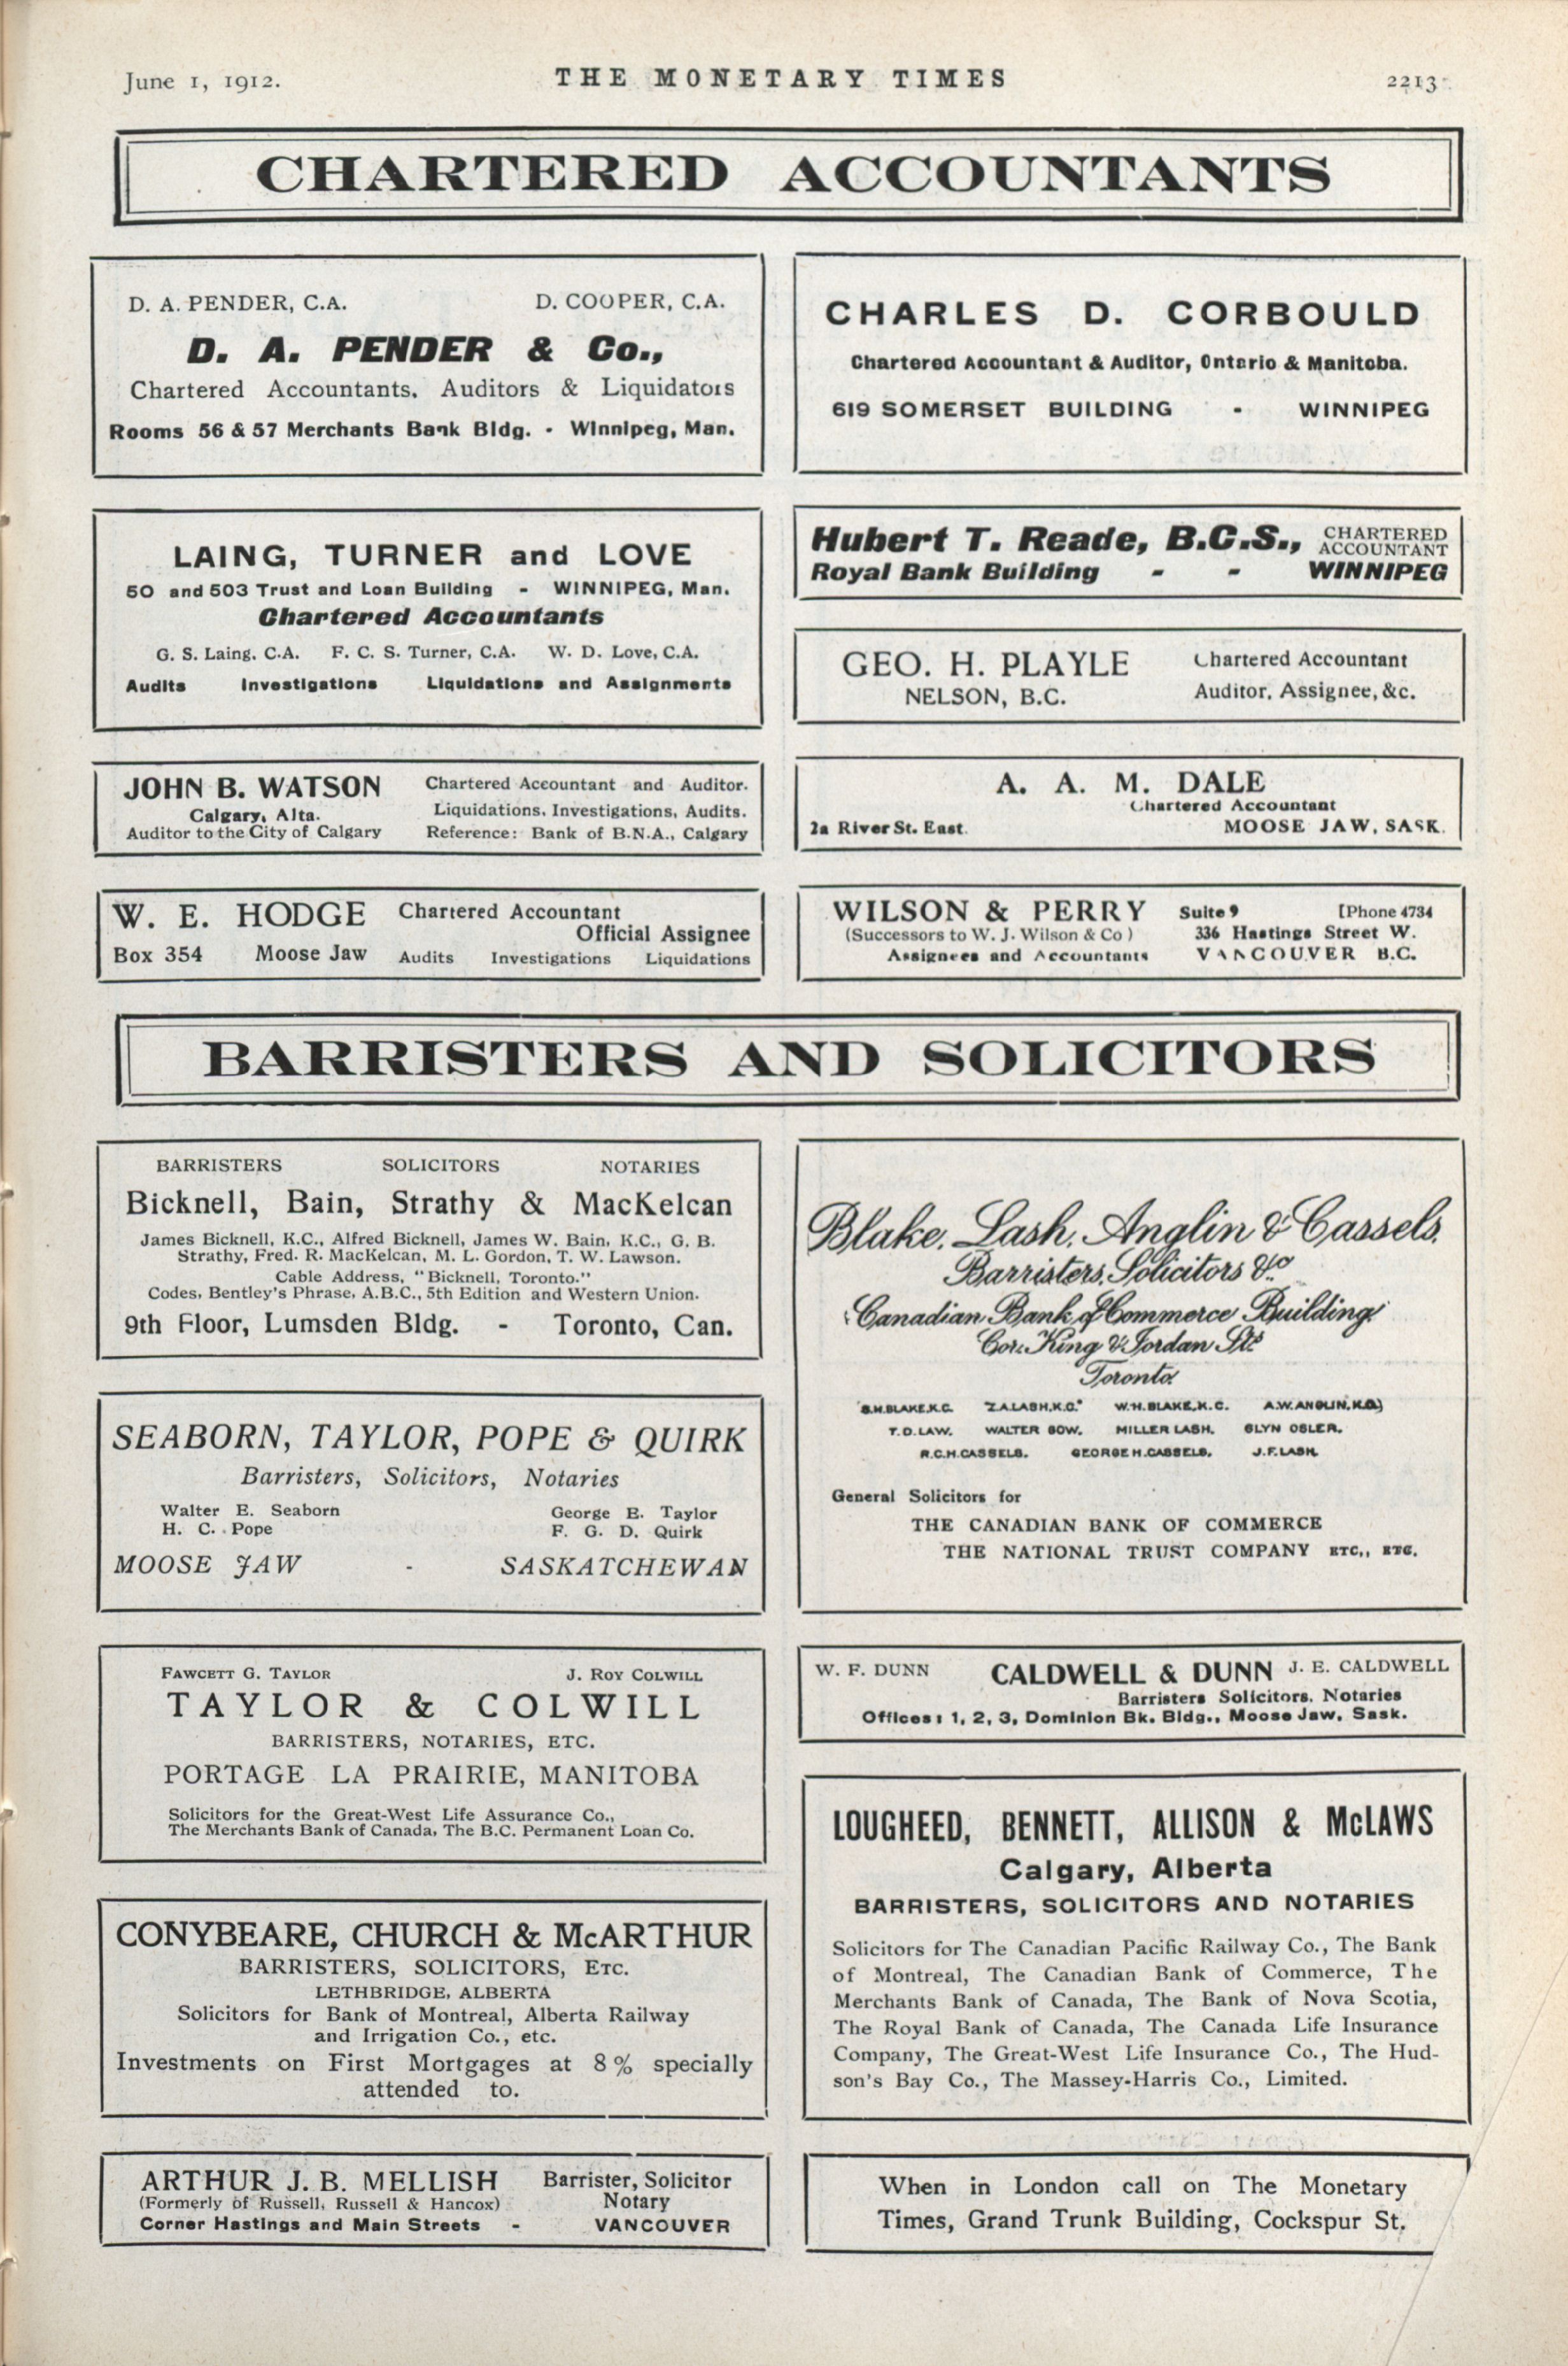 June 1, 1912.
THE MONETARY TIMES
2213
CHARTERED ACCOUNTANTS
D. A. PENDER, C.A. D. COOPER, C.A.
D. A. PENDER & Co.,
Chartered Accountants, Auditors & Liquidators
Rooms 56 & 57 Merchants Bank Bldg. - Winnipeg, Man.
CHARLES D. CORBOULD
Chartered Accountant & Auditor, Ontario & Manitoba.
619 SOMERSET BUILDING - WINNIPEG
LAING, TURNER and LOVE
50 and 503 Trust and Loan Building - WINNIPEG, Man.
Chartered Accountants
G. S. Laing, C.A. F. C. S. Turner, C.A. W. D. Love, C.A.
Audits Investigations Liquidations and Assignments
Hubert T. Reade, B.C.S., CHARTERED ACCOUNTANT
Royal Bank Building - - WINNIPEG
GEO. H. PLAYLE Chartered Accountant
NELSON, B.C. Auditor, Assignee, &c.
JOHN B. WATSON Chartered Accountant and Auditor.
Calgary, Alta. Liquidations, Investigations, Audits.
Auditor to the City of Calgary Reference: Bank of B.N.A., Calgary
A. A. M. DALE
Chartered Accountant
2a River St. East. MOOSE JAW, SASK.
W. E. HODGE Chartered Accountant
Official Assignee
Box 354 Moose Jaw Audits Investigations Liquidations
WILSON & PERRY Suite 9 [Phone 4734
(Successors to W. J. Wilson & Co ) 336 Hastings Street W.
Assignees and Accountants VANCOUVER B.C.
BARRISTERS AND SOLICITORS
BARRISTERS SOLICITORS NOTARIES
Bicknell, Bain, Strathy & MacKelcan
James Bicknell, K.C., Alfred Bicknell, James W. Bain, K.C., G. B.
Strathy, Fred. R. MacKelcan, M. L. Gordon, T. W. Lawson.
Cable Address, "Bicknell, Toronto."
Codes, Bentley's Phrase, A.B.C., 5th Edition and Western Union.
9th Floor, Lumsden Bldg. - Toronto, Can.
SEABORN, TAYLOR, POPE & QUIRK
Barristers, Solicitors, Notaries
Walter E. Seaborn George E. Taylor
H. C. Pope F. G. D. Quirk
MOOSE JAW - SASKATCHEWAN
Blake, Lash, Anglin & Cassels,
Barristers, Solicitors &c
Canadian Bank of Commerce Building
Cor. King & Jordan Sts
Toronto.
S.H.BLAKE,K.C. Z.A.LASH,K.C. W.H.BLAKE,K.C. A.W.ANGLIN,K.C.
T.D.LAW. WALTER GOW. MILLER LASH. GLYN OSLER.
R.C.H.CASSELS. GEORGE H.CASSELS. J.F.LASH.
General Solicitors for
THE CANADIAN BANK OF COMMERCE
THE NATIONAL TRUST COMPANY ETC., ETC.
FAWCETT G. TAYLOR J. ROY COLWILL
TAYLOR & COLWILL
BARRISTERS, NOTARIES, ETC.
PORTAGE LA PRAIRIE, MANITOBA
Solicitors for the Great-West Life Assurance Co.,
The Merchants Bank of Canada, The B.C. Permanent Loan Co.
W. F. DUNN CALDWELL & DUNN J. E. CALDWELL
Barristers Solicitors, Notaries
Offices: 1, 2, 3, Dominion Bk. Bldg., Moose Jaw, Sask.
LOUGHEED, BENNETT, ALLISON & McLAWS
Calgary, Alberta
BARRISTERS, SOLICITORS AND NOTARIES
Solicitors for The Canadian Pacific Railway Co., The Bank
of Montreal, The Canadian Bank of Commerce, The
Merchants Bank of Canada, The Bank of Nova Scotia,
The Royal Bank of Canada, The Canada Life Insurance
Company, The Great-West Life Insurance Co., The Hud-
son's Bay Co., The Massey-Harris Co., Limited.
CONYBEARE, CHURCH & McARTHUR
BARRISTERS, SOLICITORS, ETC.
LETHBRIDGE, ALBERTA
Solicitors for Bank of Montreal, Alberta Railway
and Irrigation Co., etc.
Investments on First Mortgages at 8% specially
attended to.
ARTHUR J. B. MELLISH Barrister, Solicitor
(Formerly of Russell, Russell & Hancox) Notary
Corner Hastings and Main Streets - VANCOUVER
When in London call on The Monetary
Times, Grand Trunk Building, Cockspur St.